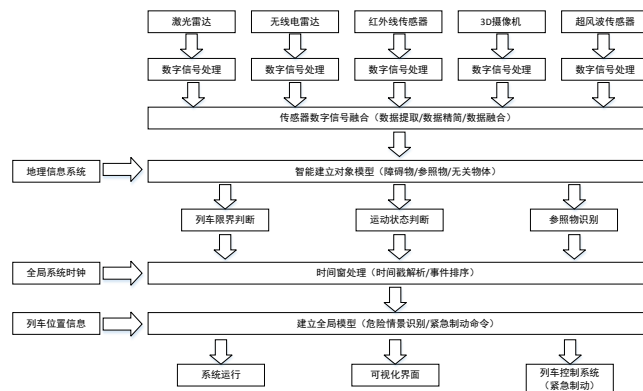 激光雷达
无线电雷达
红外线传感器
3D摄像机
超风波传感器
数字信号处理
数字信号处理
数字信号处理
数字信号处理
数字信号处理
传感器数字信号融合（数据提取/数据精简/数据融合）
地理信息系统
智能建立对象模型（障碍物/参照物/无关物体）
列车限界判断
运动状态判断
参照物识别
全局系统时钟
时间窗处理（时间戳解析/事件排序）
列车位置信息
建立全局模型（危险情景识别/紧急制动命令）
系统运行
可视化界面
列车控制系统
（紧急制动）